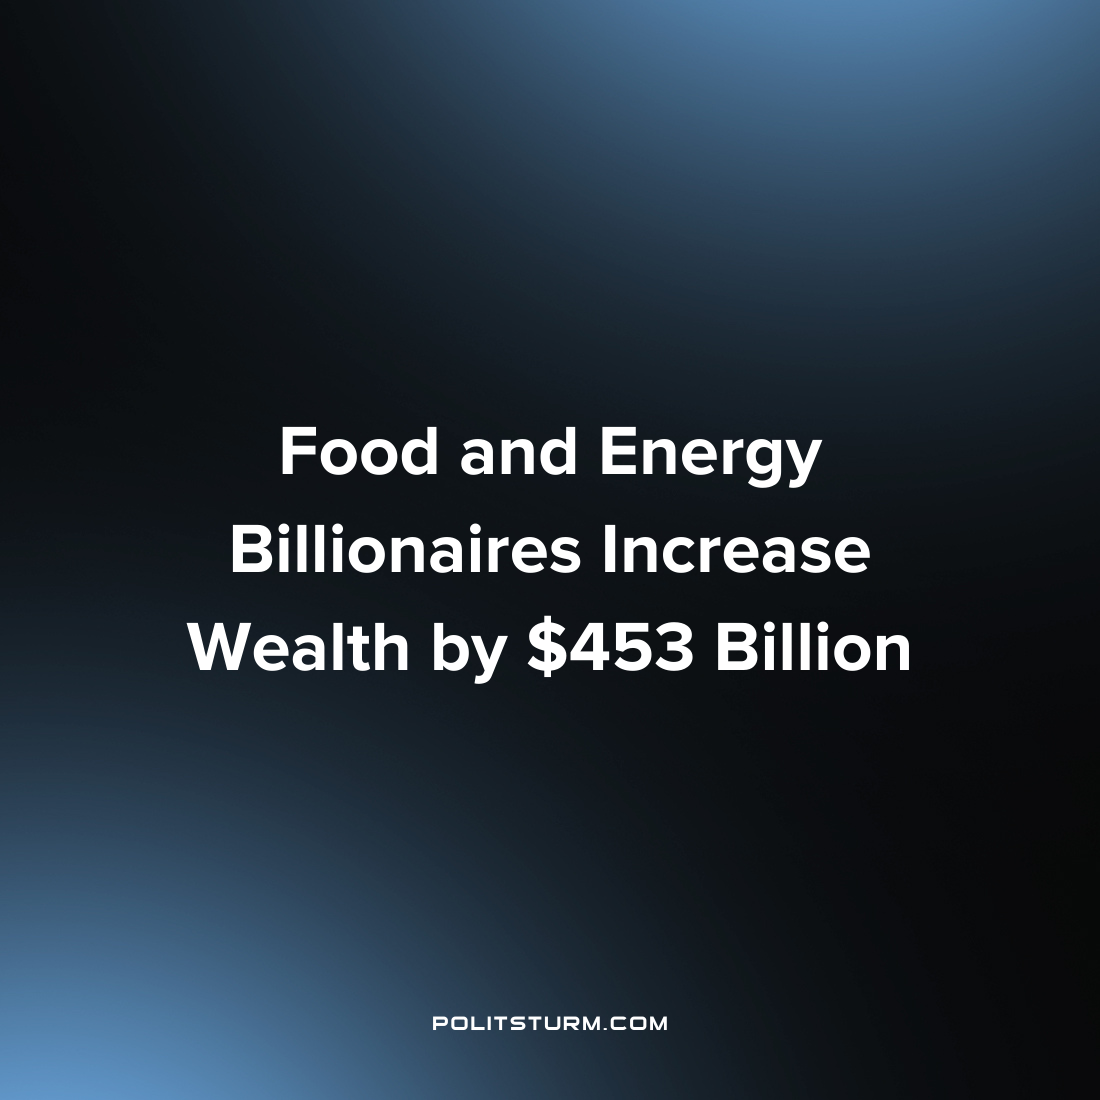 Food and Energy
Billionaires Increase
Wealth by $453 Billion
POLITSTURM.COM